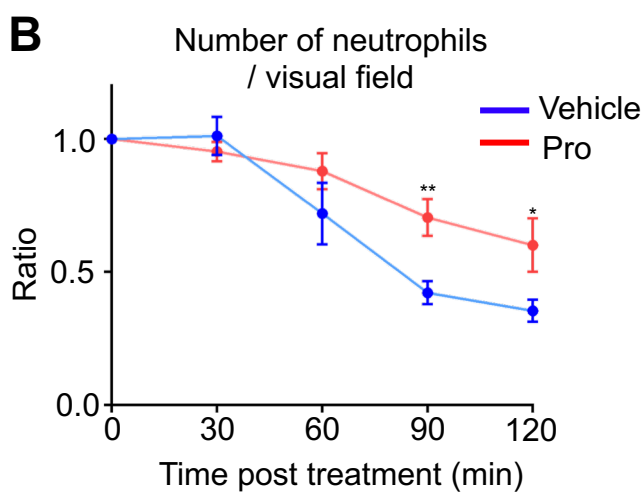 B
Number of neutrophils
/ visual field
Vehicle
Pro
1.0
0.5
0.0
Ratio
**
*
0 30 60 90 120
Time post treatment (min)